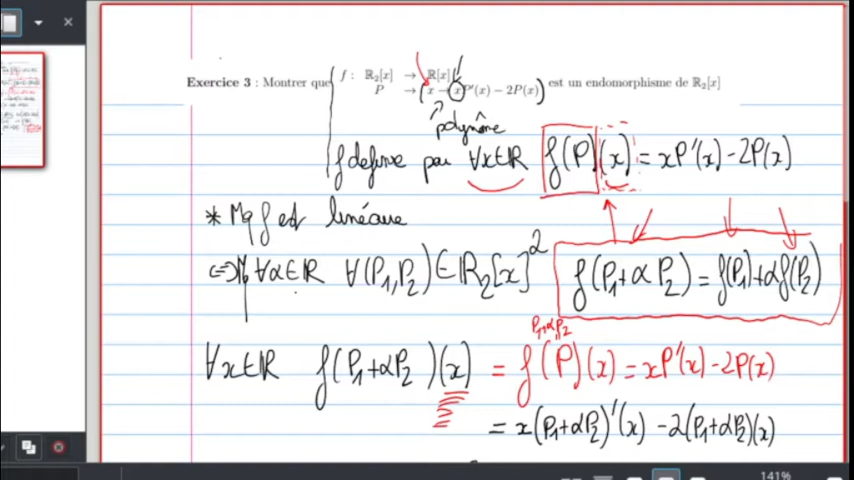 Exercice 3 : Montrer que f : ℝ₂[x] → ℝ[x]
P → (x → xP'(x) − 2P(x)) est un endomorphisme de ℝ₂[x]
polynôme
f définie par ∀x∈ℝ f(P)(x) = xP'(x) − 2P(x)
* Mq f est linéaire
⇔ Mq ∀α∈ℝ ∀(P₁,P₂)∈ℝ₂[x]² f(P₁+αP₂) = f(P₁)+αf(P₂)
P₁+αP₂
∀x∈ℝ f(P₁+αP₂)(x) = f(P)(x) = xP'(x) − 2P(x)
= x(P₁+αP₂)'(x) − 2(P₁+αP₂)(x)
141%